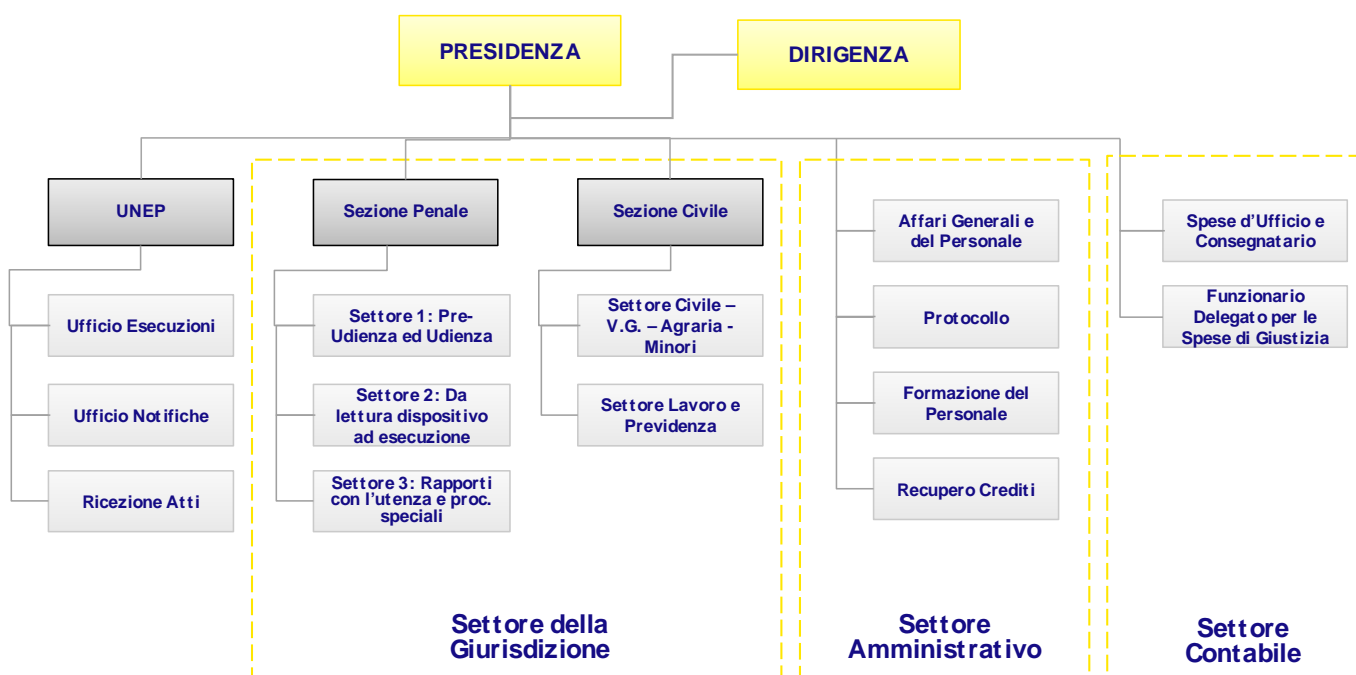 PRESIDENZA
DIRIGENZA
UNEP
Sezione Penale
Sezione Civile
Affari Generali e
del Personale
Spese d'Ufficio e
Consegnatario
Ufficio Esecuzioni
Settore 1: Pre-
Udienza ed Udienza
Settore Civile –
V.G. – Agraria -
Minori
Protocollo
Funzionario
Delegato per le
Spese di Giustizia
Ufficio Notifiche
Settore 2: Da
lettura dispositivo
ad esecuzione
Settore Lavoro e
Previdenza
Formazione del
Personale
Ricezione Atti
Settore 3: Rapporti
con l'utenza e proc.
speciali
Recupero Crediti
Settore della
Giurisdizione
Settore
Amministrativo
Settore
Contabile